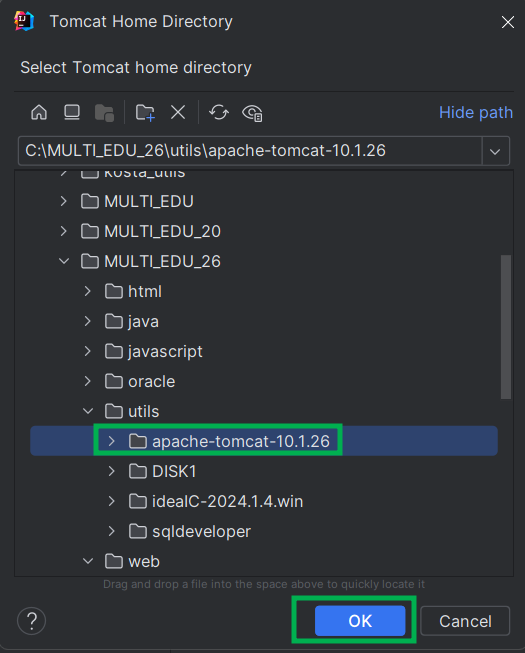 Tomcat Home Directory
Select Tomcat home directory
Hide path
C:\MULTI_EDU_26\utils\apache-tomcat-10.1.26
kosta_utils
MULTI_EDU
MULTI_EDU_20
MULTI_EDU_26
html
java
javascript
oracle
utils
apache-tomcat-10.1.26
DISK1
ideaIC-2024.1.4.win
sqldeveloper
web
Drag and drop a file into the space above to quickly locate it
?
OK
Cancel